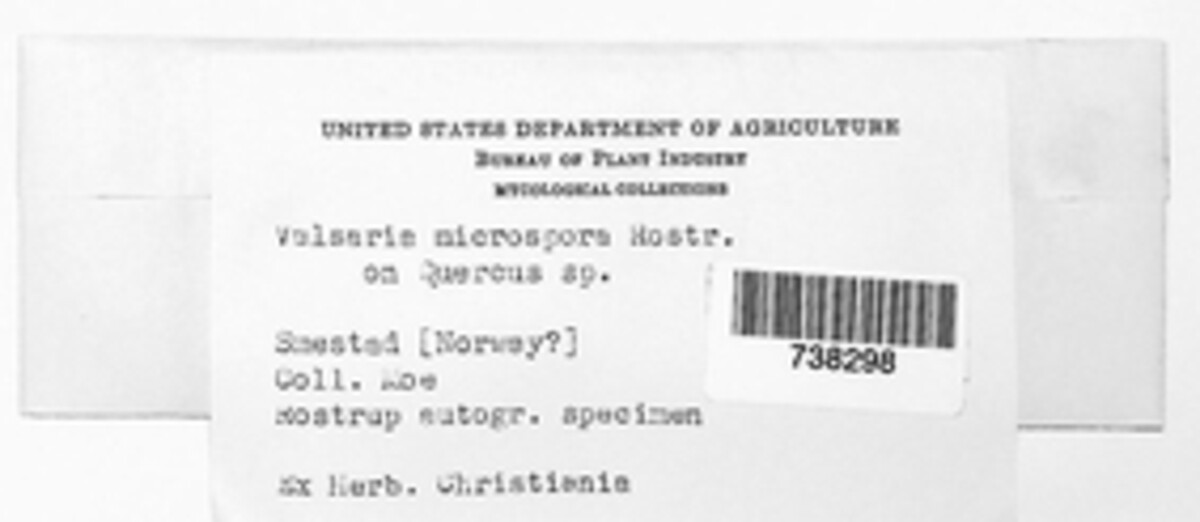 UNITED STATES DEPARTMENT OF AGRICULTURE
BUREAU OF PLANT INDUSTRY
MYCOLOGICAL COLLECTIONS
Valsaria microspora Rostr.
on Quercus sp.
Smestad [Norway?]
Coll. Moe
Rostrup autogr. specimen
Ex Herb. Christiania
738298